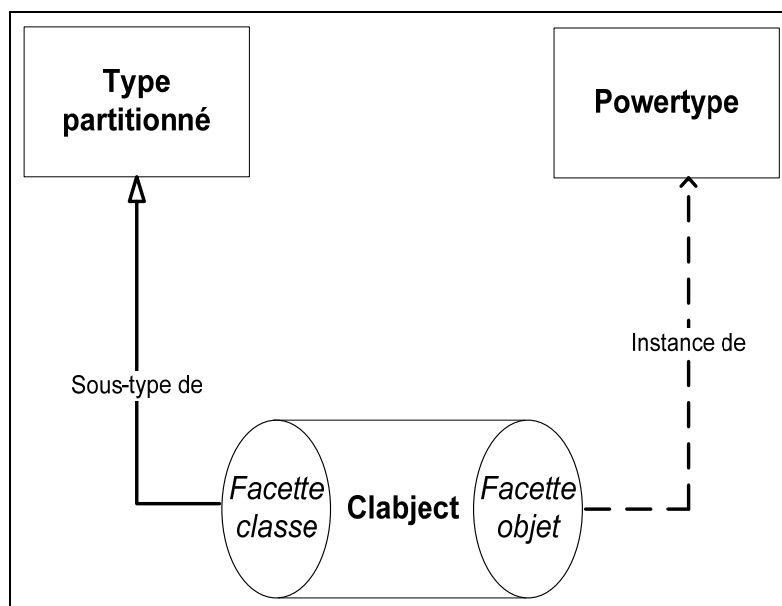 Type
partitionné
Powertype
Instance de
Sous-type de
Facette
classe
Clabject
Facette
objet